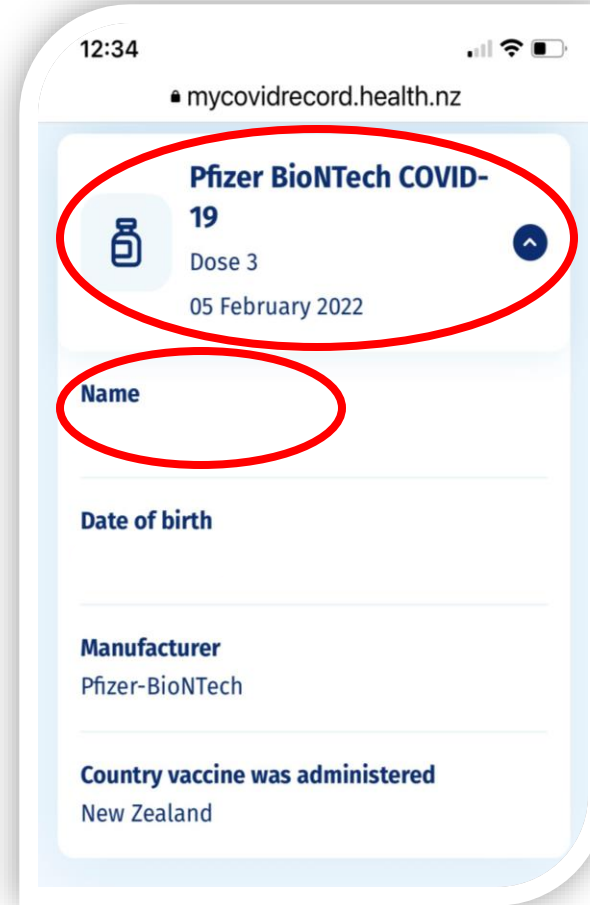 12:34
mycovidrecord.health.nz
Pfizer BioNTech COVID-
19
Dose 3
05 February 2022
Name
Date of birth
Manufacturer
Pfizer-BioNTech
Country vaccine was administered
New Zealand